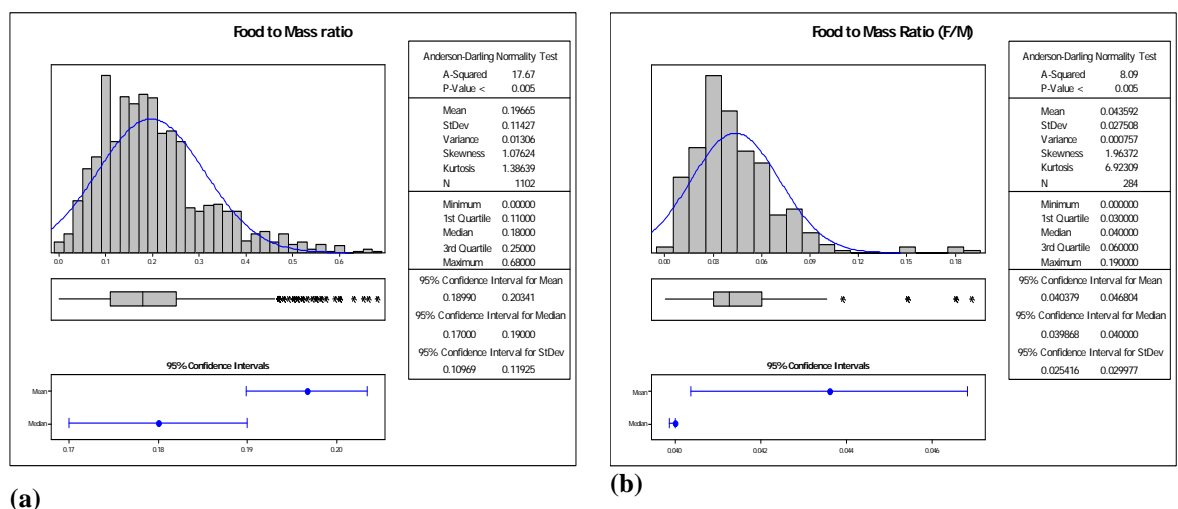 Food to Mass ratio
Anderson-Darling Normality Test
A-Squared 17.67
P-Value < 0.005
Mean 0.19665
StDev 0.11427
Variance 0.01306
Skewness 1.07624
Kurtosis 1.38639
N 1102
Minimum 0.00000
1st Quartile 0.11000
Median 0.18000
3rd Quartile 0.25000
Maximum 0.68000
95% Confidence Interval for Mean
0.18990 0.20341
95% Confidence Interval for Median
0.17000 0.19000
95% Confidence Interval for StDev
0.10969 0.11925
0.0 0.1 0.2 0.3 0.4 0.5 0.6
95% Confidence Intervals
Mean
Median
0.17 0.18 0.19 0.20
(a)
Food to Mass Ratio (F/M)
Anderson-Darling Normality Test
A-Squared 8.09
P-Value < 0.005
Mean 0.043592
StDev 0.027508
Variance 0.000757
Skewness 1.96372
Kurtosis 6.92309
N 284
Minimum 0.000000
1st Quartile 0.030000
Median 0.040000
3rd Quartile 0.060000
Maximum 0.190000
95% Confidence Interval for Mean
0.040379 0.046804
95% Confidence Interval for Median
0.039868 0.040000
95% Confidence Interval for StDev
0.025416 0.029977
0.00 0.03 0.06 0.09 0.12 0.15 0.18
95% Confidence Intervals
Mean
Median
0.040 0.042 0.044 0.046
(b)